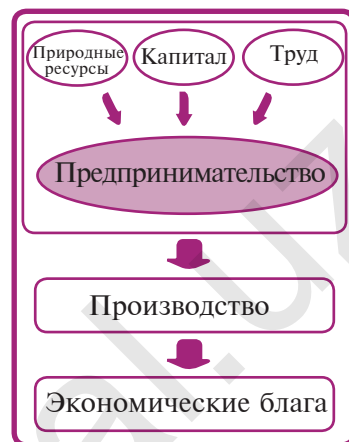 Природные
ресурсы
Капитал
Труд
Предпринимательство
Производство
Экономические блага